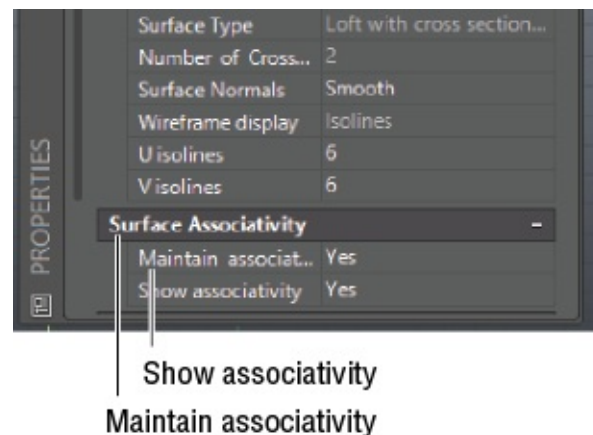 Surface Type Loft with cross section...
Number of Cross... 2
Surface Normals Smooth
Wireframe display Isolines
U isolines 6
V isolines 6
PROPERTIES
Surface Associativity -
Maintain associat... Yes
Show associativity Yes
Show associativity
Maintain associativity